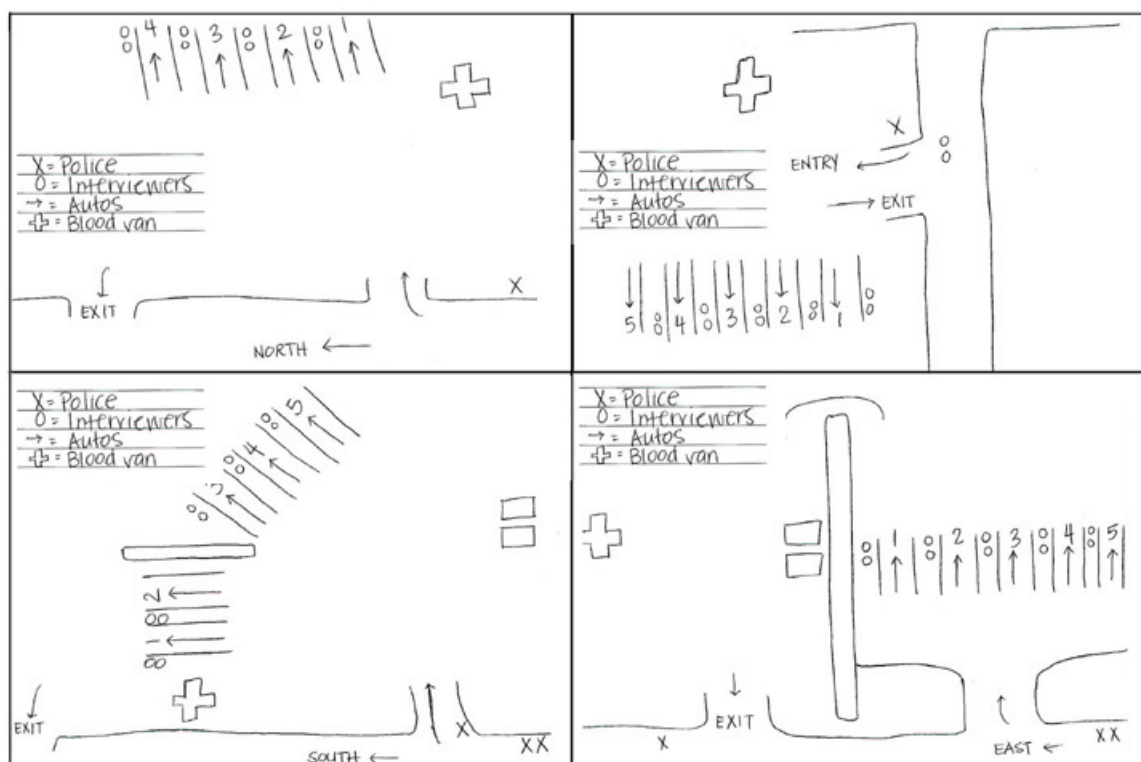 4 3 2 1
X = Police
O = Interviewers
→ = Autos
✚ = Blood van
EXIT
X
NORTH ←
X
ENTRY
EXIT
X = Police
O = Interviewers
→ = Autos
✚ = Blood van
5 4 3 2 1
X = Police
O = Interviewers
→ = Autos
✚ = Blood van
5
4
3
2
1
EXIT
X
XX
SOUTH ←
X = Police
O = Interviewers
→ = Autos
✚ = Blood van
1 2 3 4 5
EXIT
X
XX
EAST ←